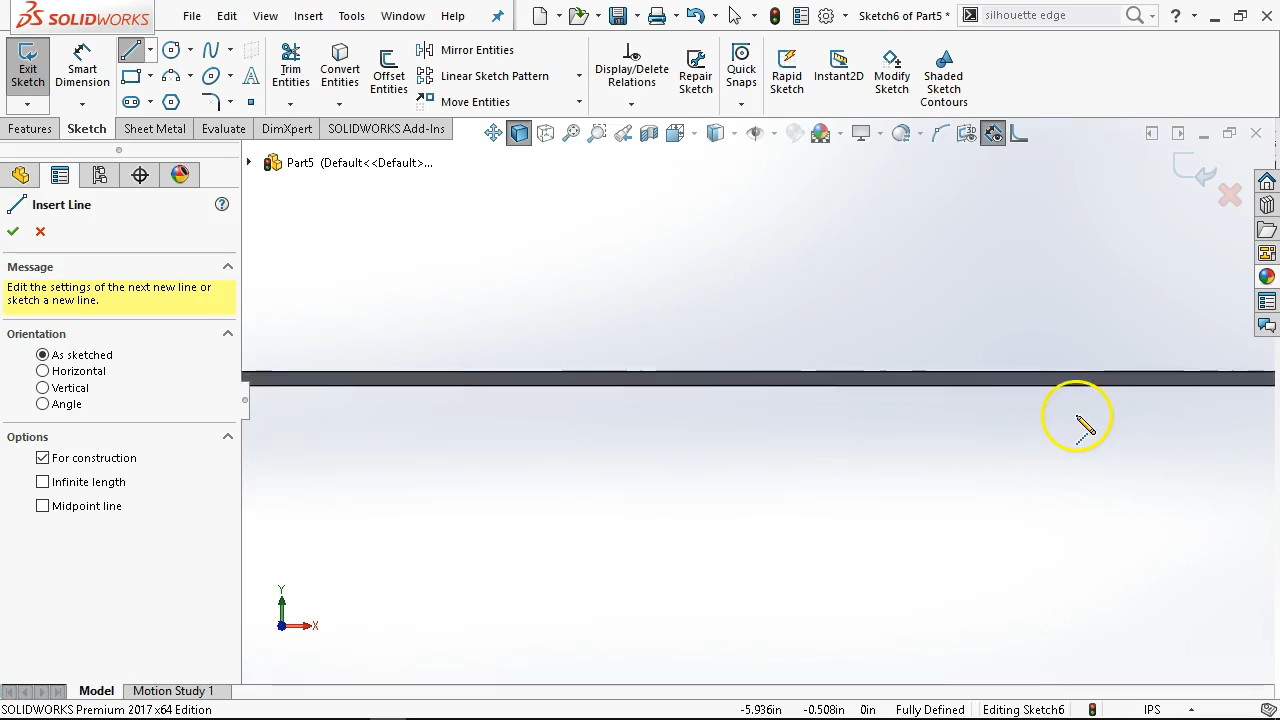 SOLIDWORKS File Edit View Insert Tools Window Help Sketch6 of Part5 * silhouette edge
Exit Sketch
Smart Dimension
Trim Entities
Convert Entities
Offset Entities
Mirror Entities
Linear Sketch Pattern
Move Entities
Display/Delete Relations
Repair Sketch
Quick Snaps
Rapid Sketch
Instant2D
Modify Sketch
Shaded Sketch Contours
Features Sketch Sheet Metal Evaluate DimXpert SOLIDWORKS Add-Ins
Part5 (Default<<Default>...
Insert Line
Message
Edit the settings of the next new line or
sketch a new line.
Orientation
As sketched
Horizontal
Vertical
Angle
Options
For construction
Infinite length
Midpoint line
Y
X
Model Motion Study 1
SOLIDWORKS Premium 2017 x64 Edition -5.936in -0.508in 0in Fully Defined Editing Sketch6 IPS